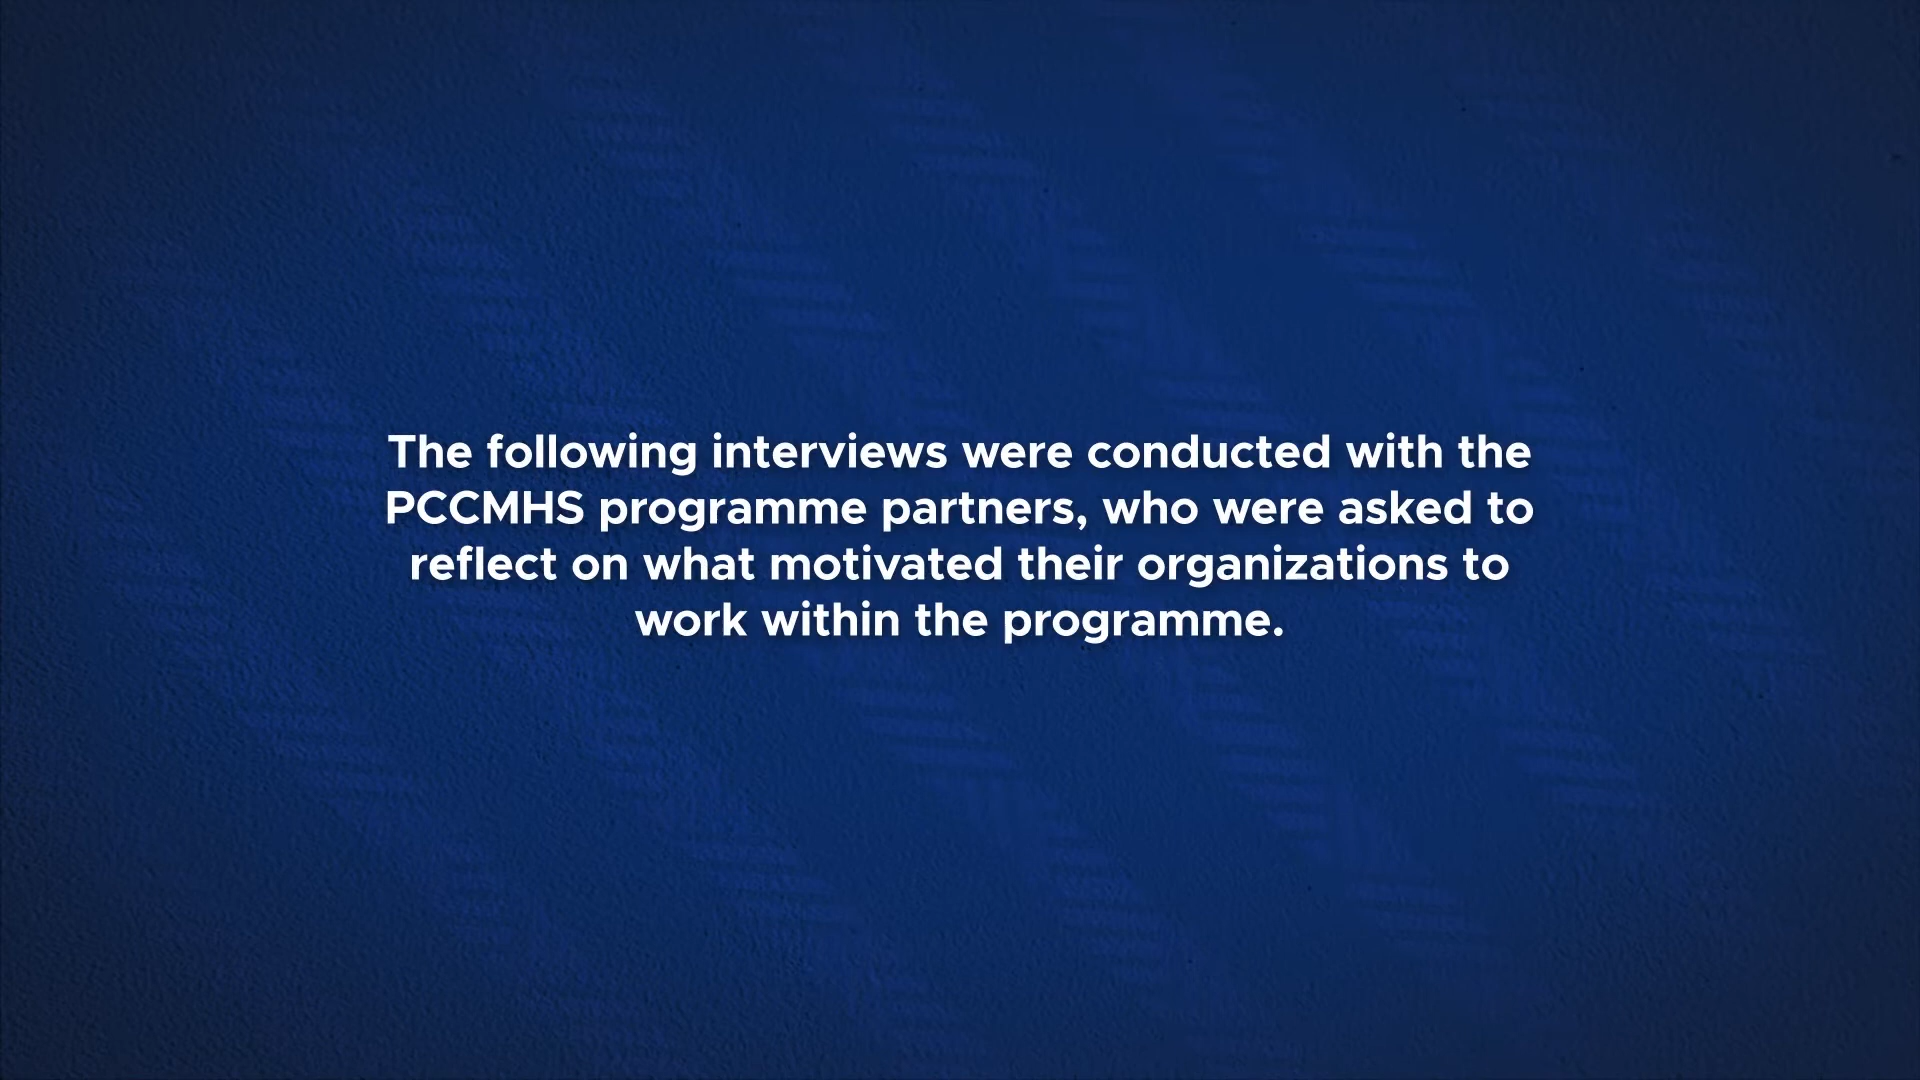 The following interviews were conducted with the
PCCMHS programme partners, who were asked to
reflect on what motivated their organizations to
work within the programme.